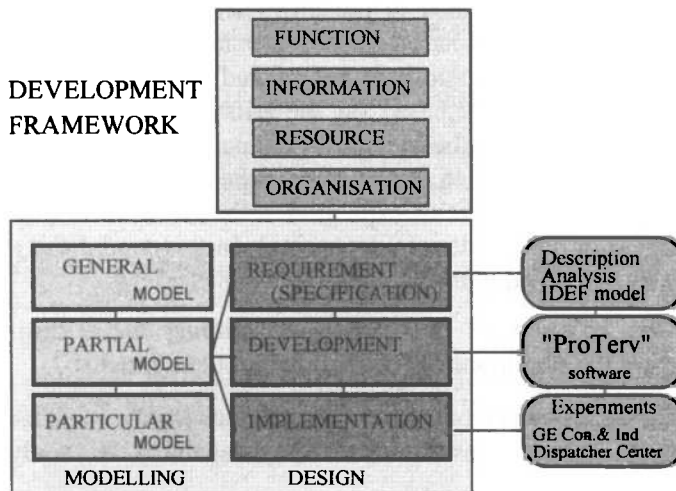 FUNCTION
INFORMATION
RESOURCE
ORGANISATION
DEVELOPMENT
FRAMEWORK
GENERAL
MODEL
PARTIAL
MODEL
PARTICULAR
MODEL
MODELLING
REQUIREMENT
(SPECIFICATION)
DEVELOPMENT
IMPLEMENTATION
DESIGN
Description
Analysis
IDEF model
"ProTerv"
software
Experiments
GE Con.& Ind
Dispatcher Center